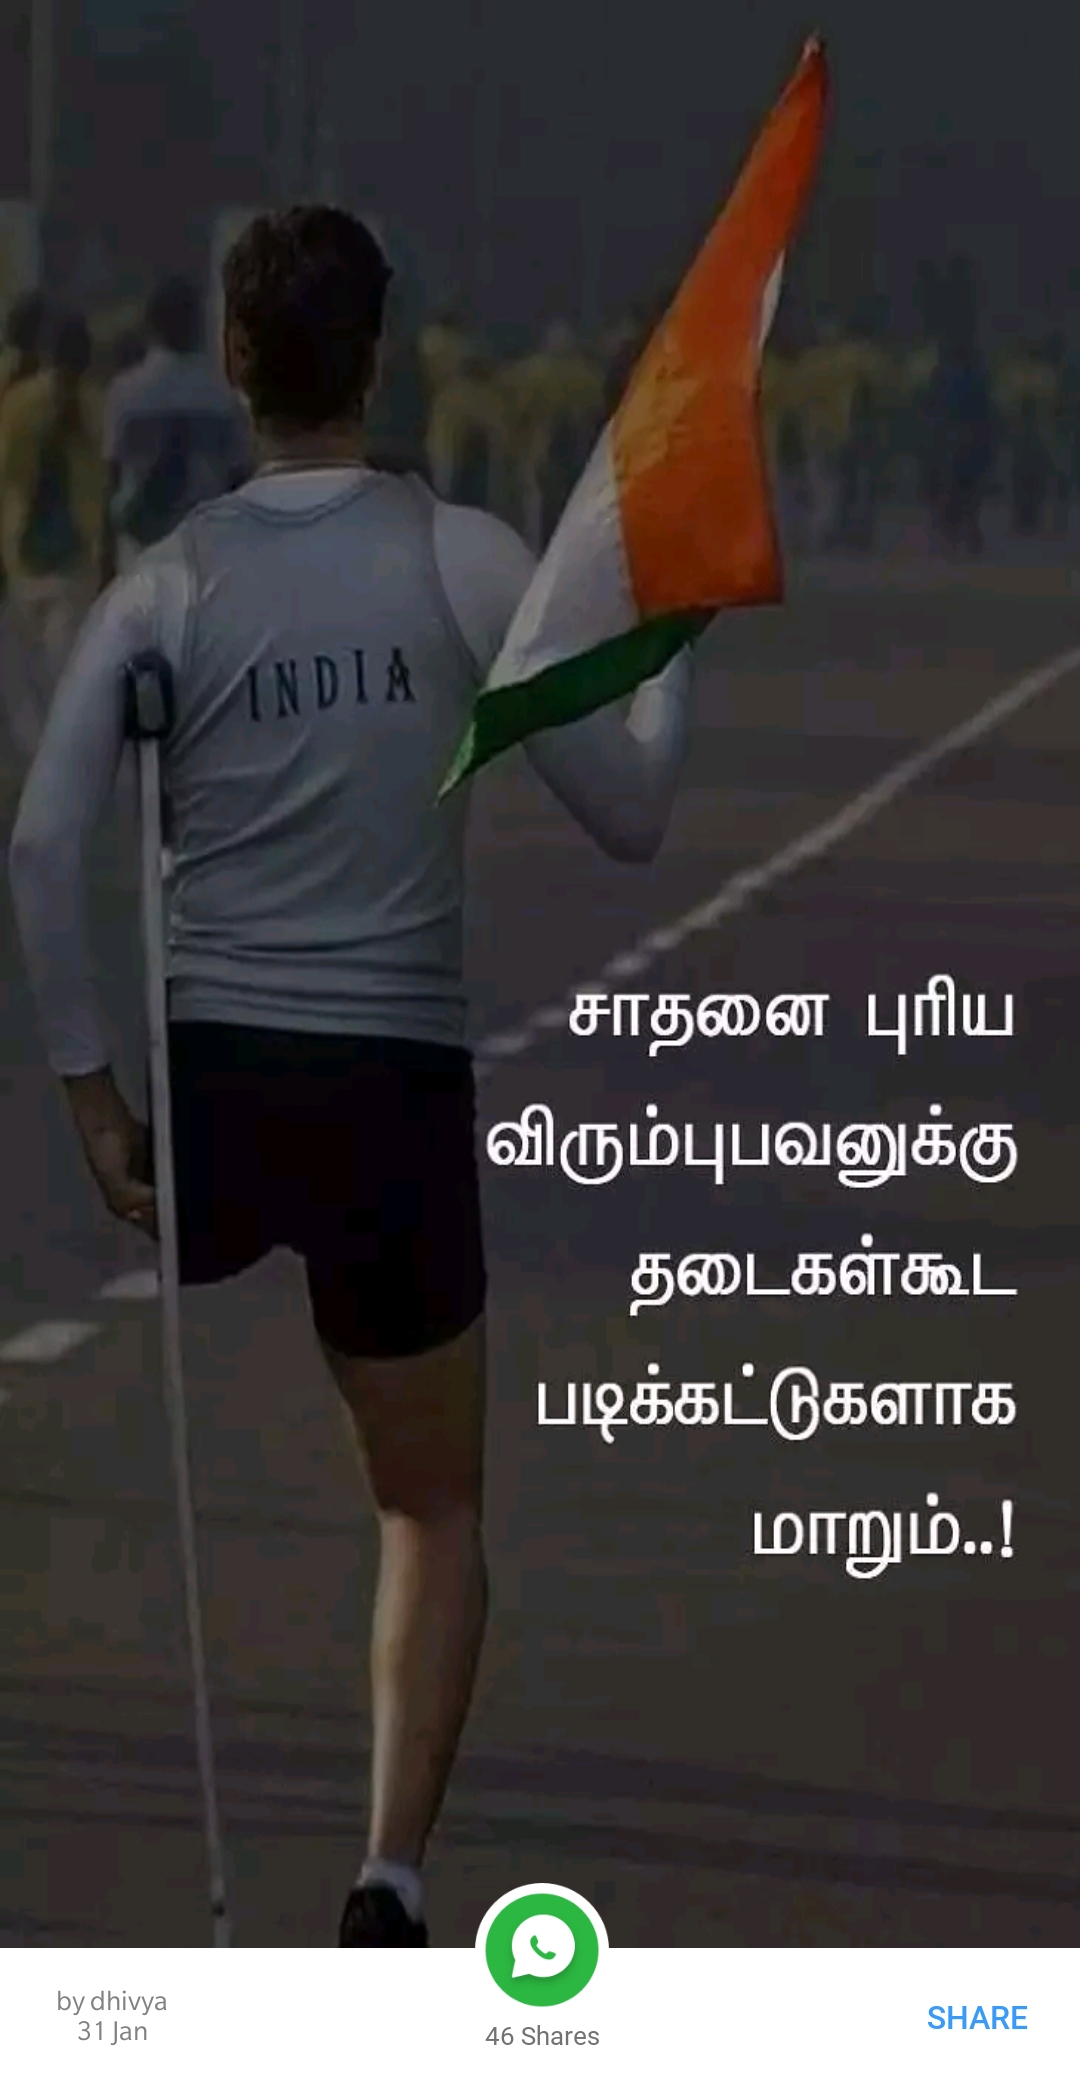 INDIA
சாதனை புரிய
விரும்புபவனுக்கு
தடைகள்கூட
படிக்கட்டுகளாக
மாறும்..!
by dhivya
31 Jan
46 Shares
SHARE